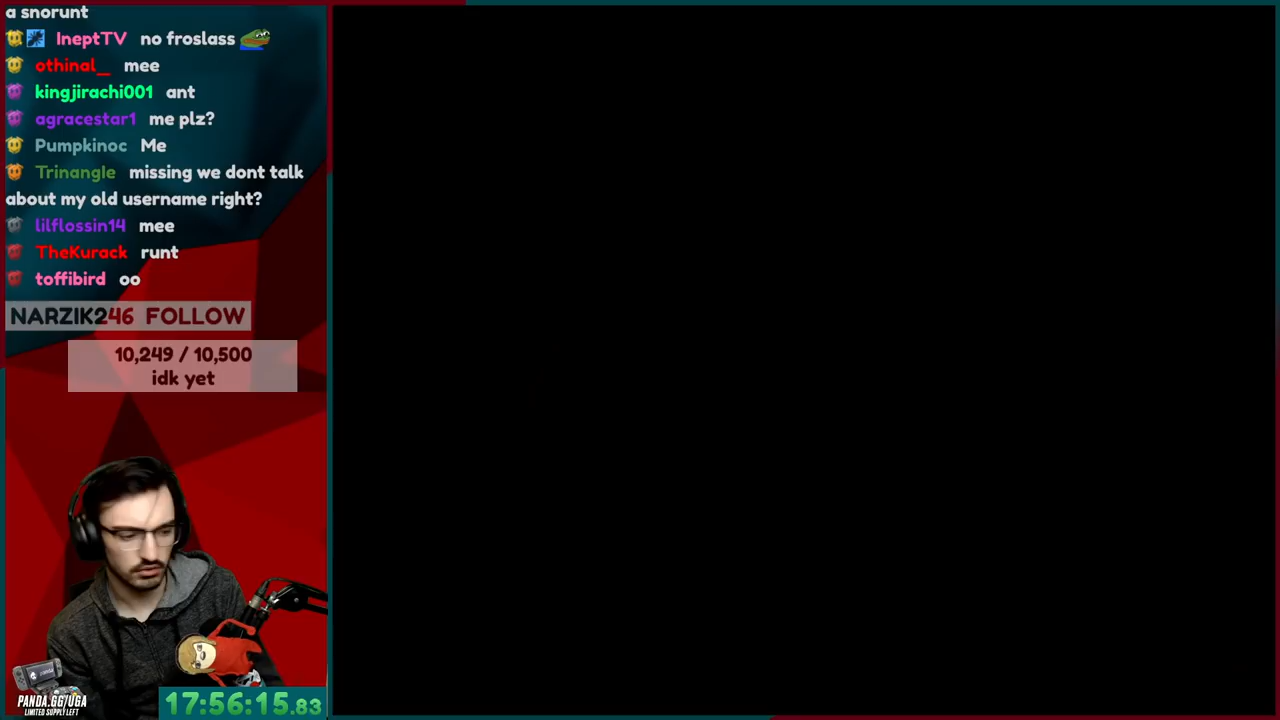 a snorunt
IneptTV no froslass
othinal_ mee
kingjirachi001 ant
agracestar1 me plz?
Pumpkinoc Me
Trinangle missing we dont talk
about my old username right?
lilflossin14 mee
TheKurack runt
toffibird oo
NARZIK246 FOLLOW
10,249 / 10,500
idk yet
PANDA.GG/UGA
LIMITED SUPPLY LEFT
17:56:15.83